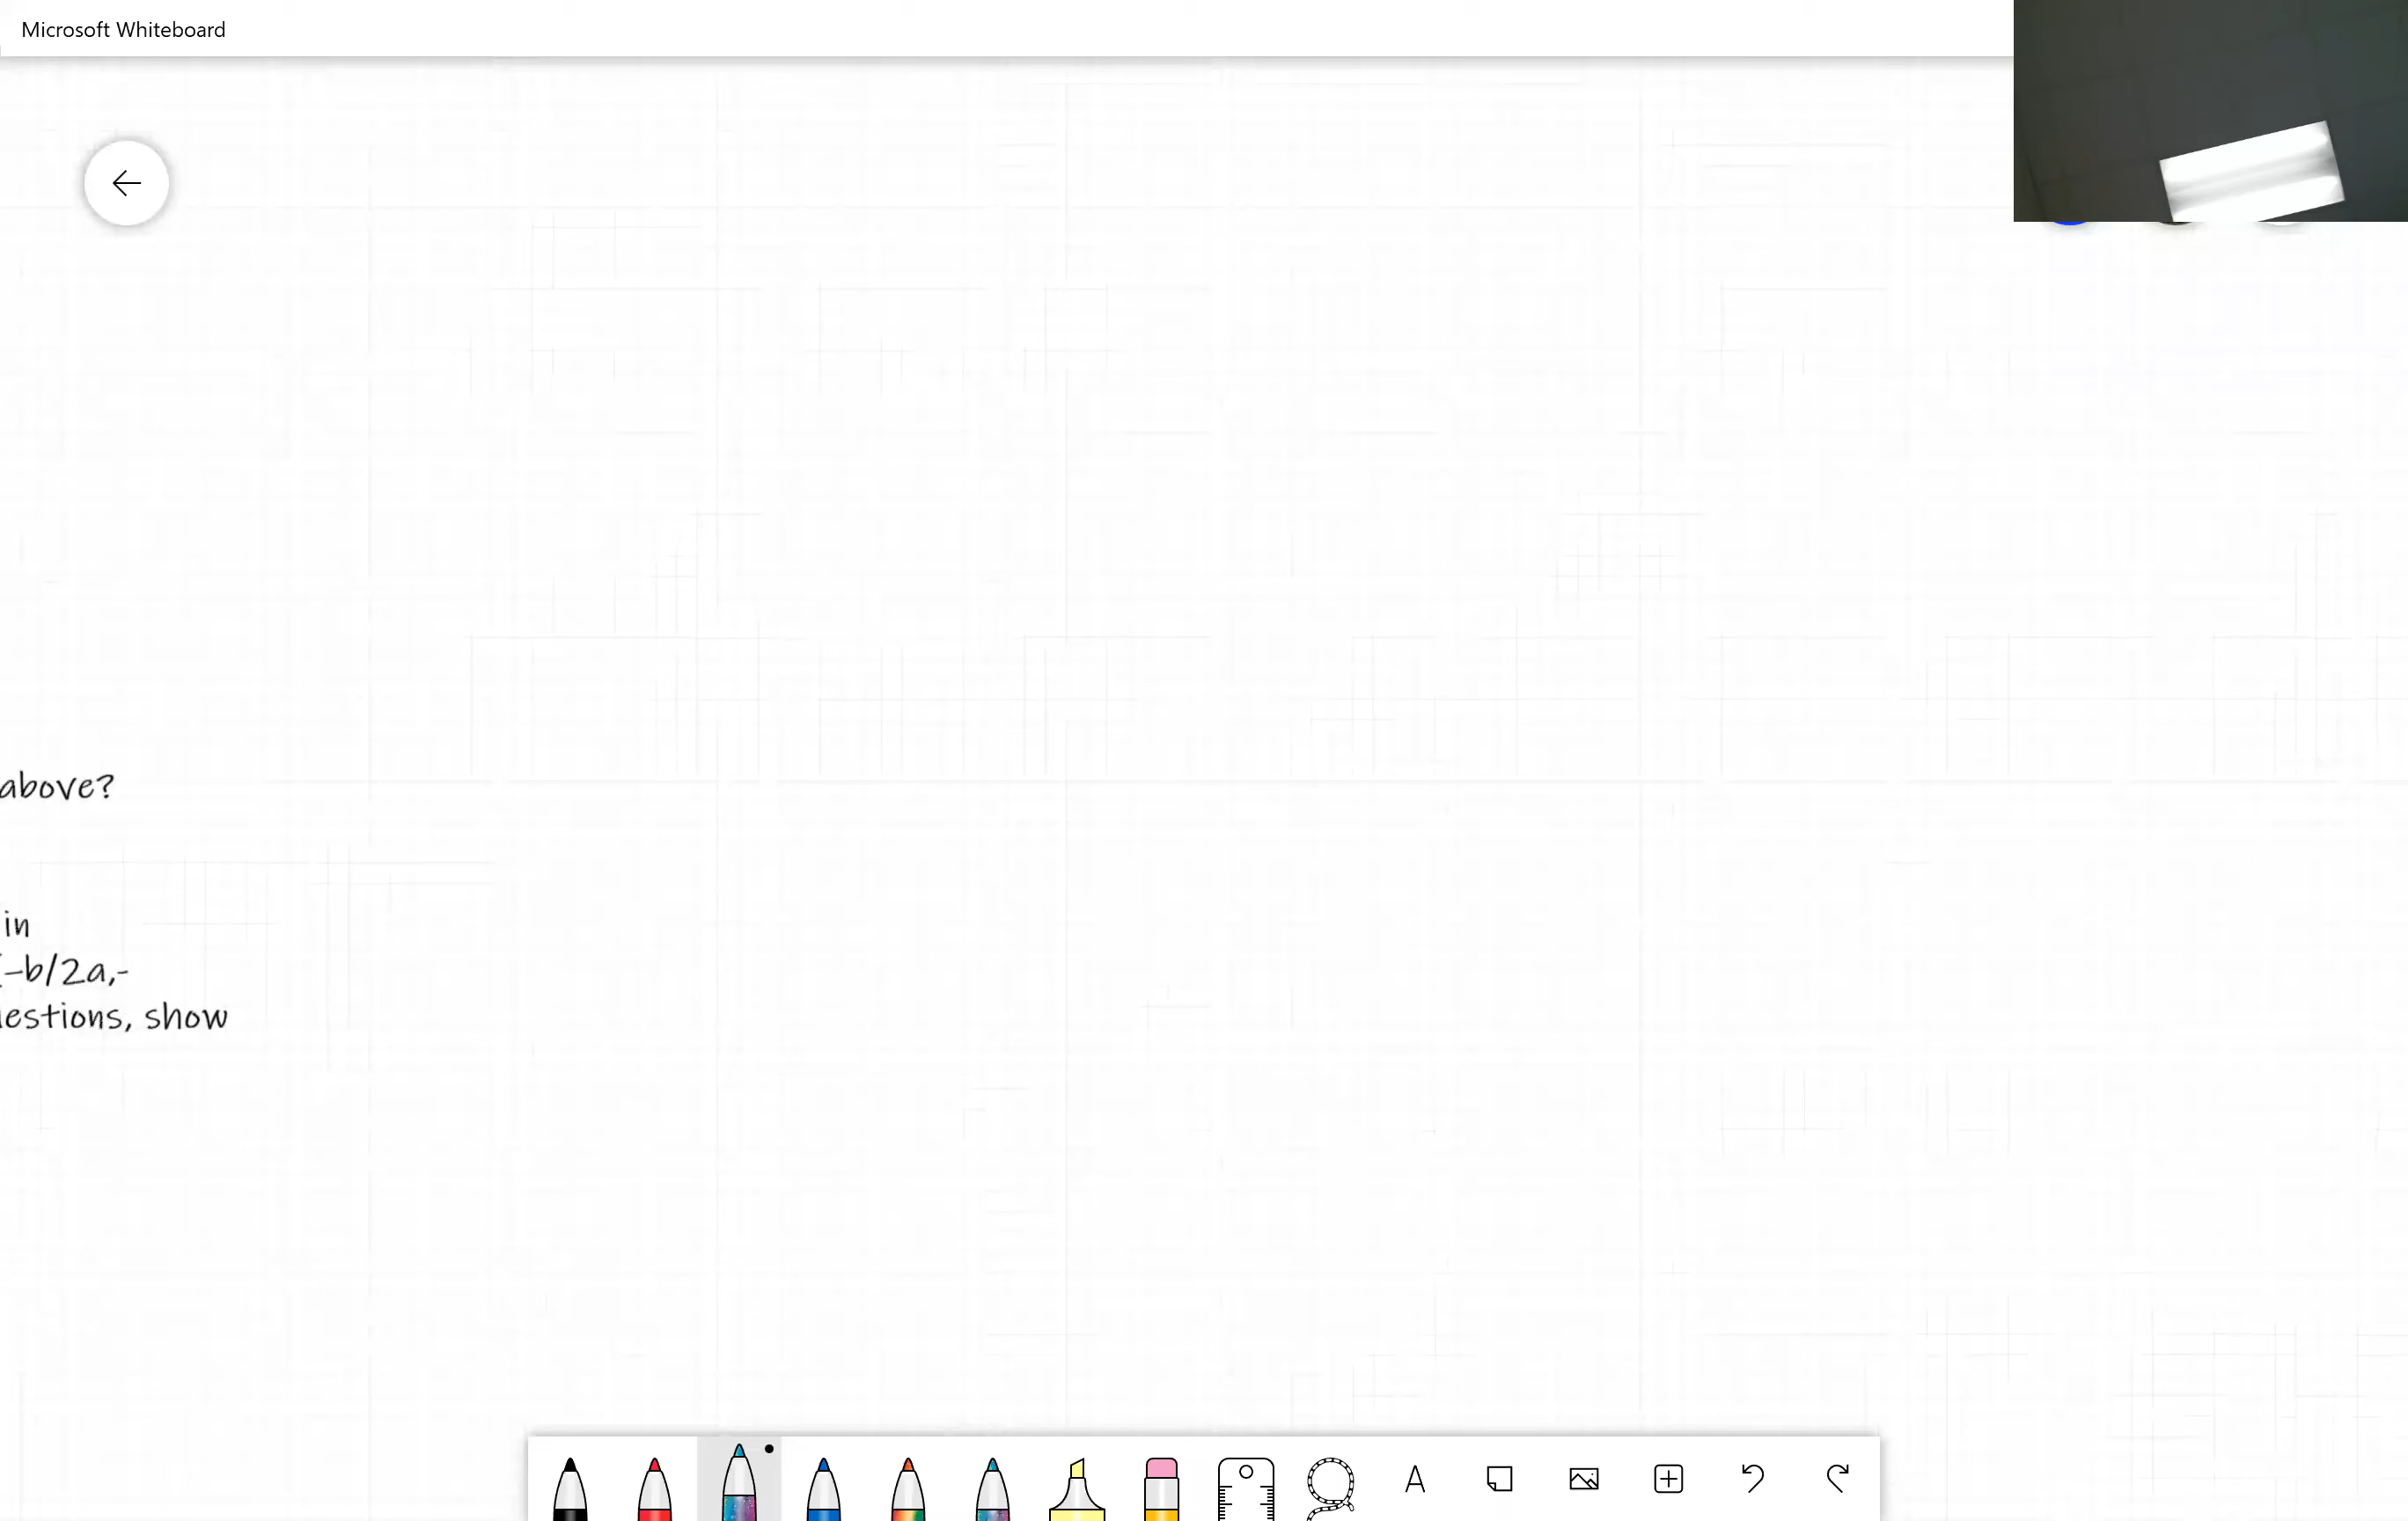 Microsoft Whiteboard
above?
in
-b/2a,-
estions, show